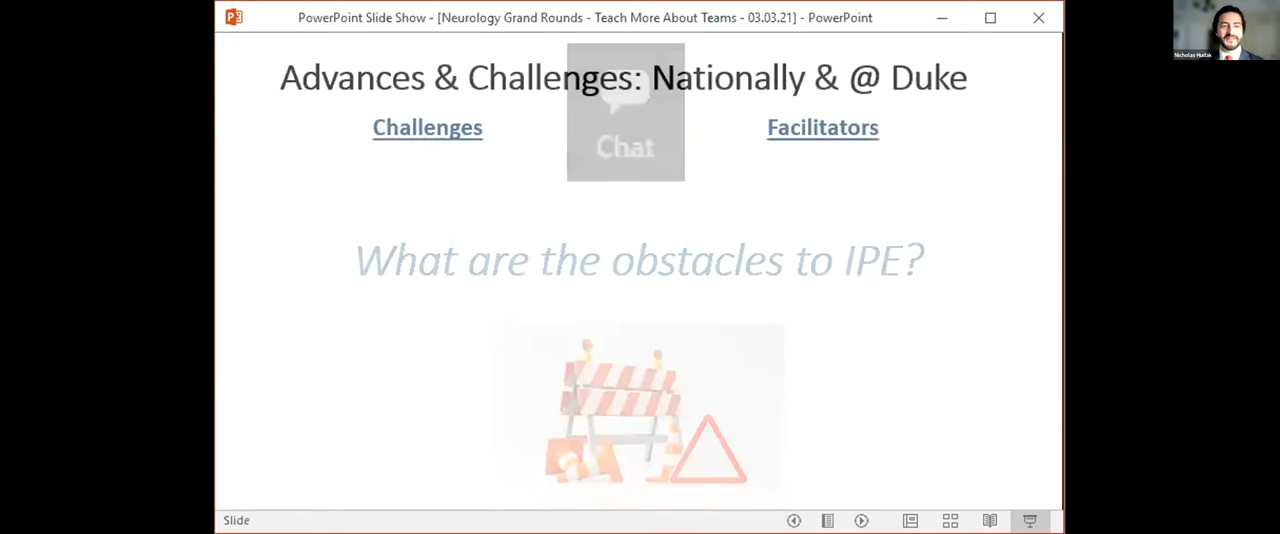 PowerPoint Slide Show - [Neurology Grand Rounds - Teach More About Teams - 03.03.21] - PowerPoint
Nicholas Hudak
Advances & Challenges: Nationally & @ Duke
Challenges
Facilitators
Chat
What are the obstacles to IPE?
Slide